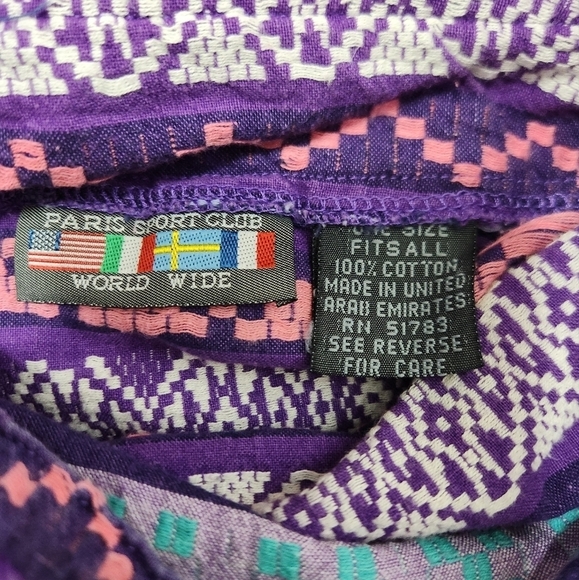 PARIS SPORT CLUB
WORLD WIDE
ONE SIZE
FITS ALL
100% COTTON
MADE IN UNITED
ARAB EMIRATES
RN 51783
SEE REVERSE
FOR CARE